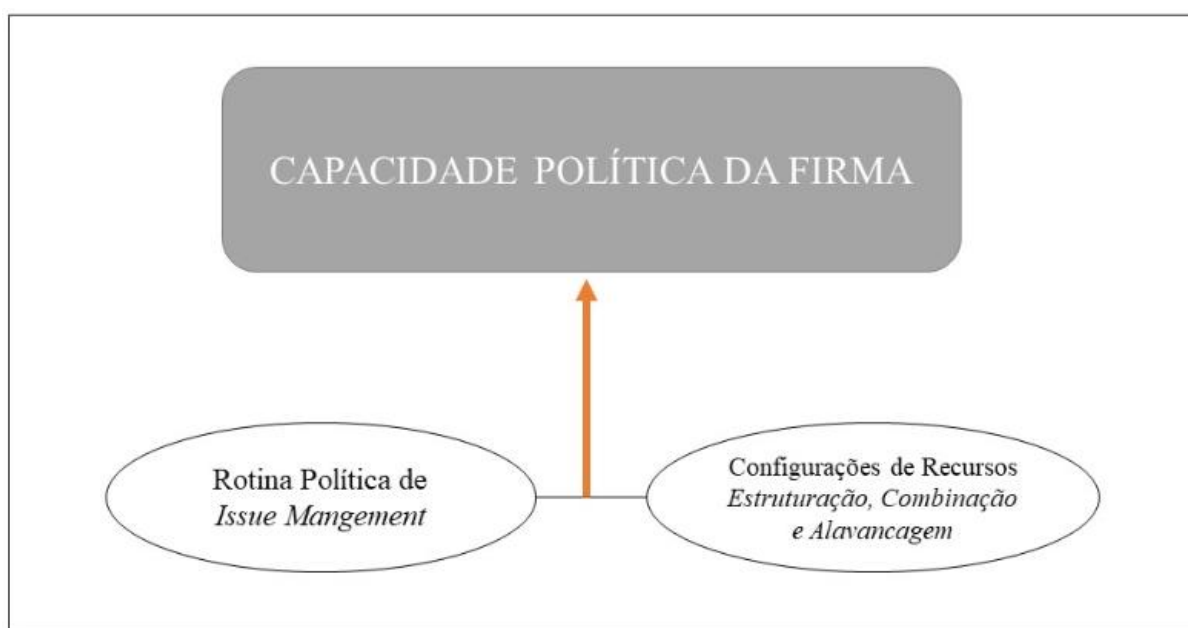 CAPACIDADE POLÍTICA DA FIRMA
Rotina Política de
Issue Mangement
Configurações de Recursos
Estruturação, Combinação
e Alavancagem